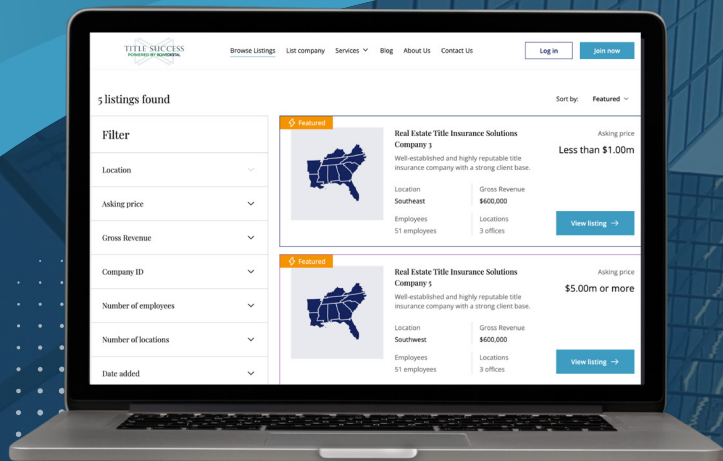 TITLE SUCCESS
POWERED BY
Browse Listings
List company
Services
Blog
About Us
Contact Us
Log in
Join now
5 listings found
Sort by:
Featured
Filter
Location
Asking price
Gross Revenue
Company ID
Number of employees
Number of locations
Date added
Featured
Real Estate Title Insurance Solutions
Company 3
Well-established and highly reputable title
insurance company with a strong client base.
Location
Southeast
Gross Revenue
$600,000
Employees
51 employees
Locations
3 offices
Asking price
Less than $1.00m
View listing
Featured
Real Estate Title Insurance Solutions
Company 5
Well-established and highly reputable title
insurance company with a strong client base.
Location
Southwest
Gross Revenue
$600,000
Employees
51 employees
Locations
3 offices
Asking price
$5.00m or more
View listing